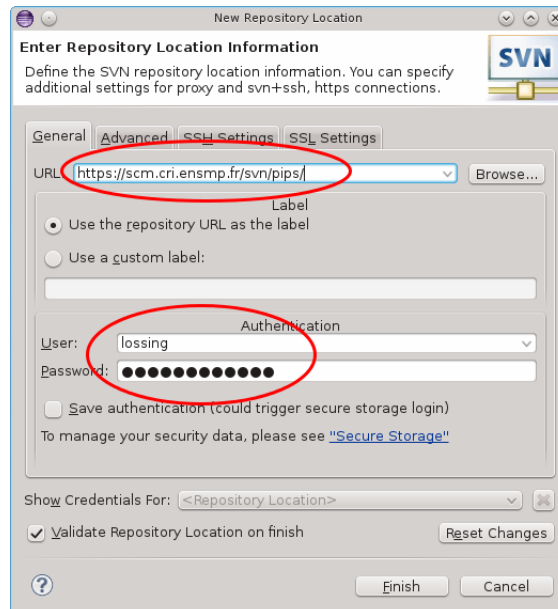 New Repository Location
Enter Repository Location Information
Define the SVN repository location information. You can specify
additional settings for proxy and svn+ssh, https connections.
SVN
General Advanced SSH Settings SSL Settings
URL: https://scm.cri.ensmp.fr/svn/pips/ Browse...
Label
Use the repository URL as the label
Use a custom label:
Authentication
User: lossing
Password: ●●●●●●●●●●●●
Save authentication (could trigger secure storage login)
To manage your security data, please see "Secure Storage"
Show Credentials For: <Repository Location>
Validate Repository Location on finish Reset Changes
? Finish Cancel